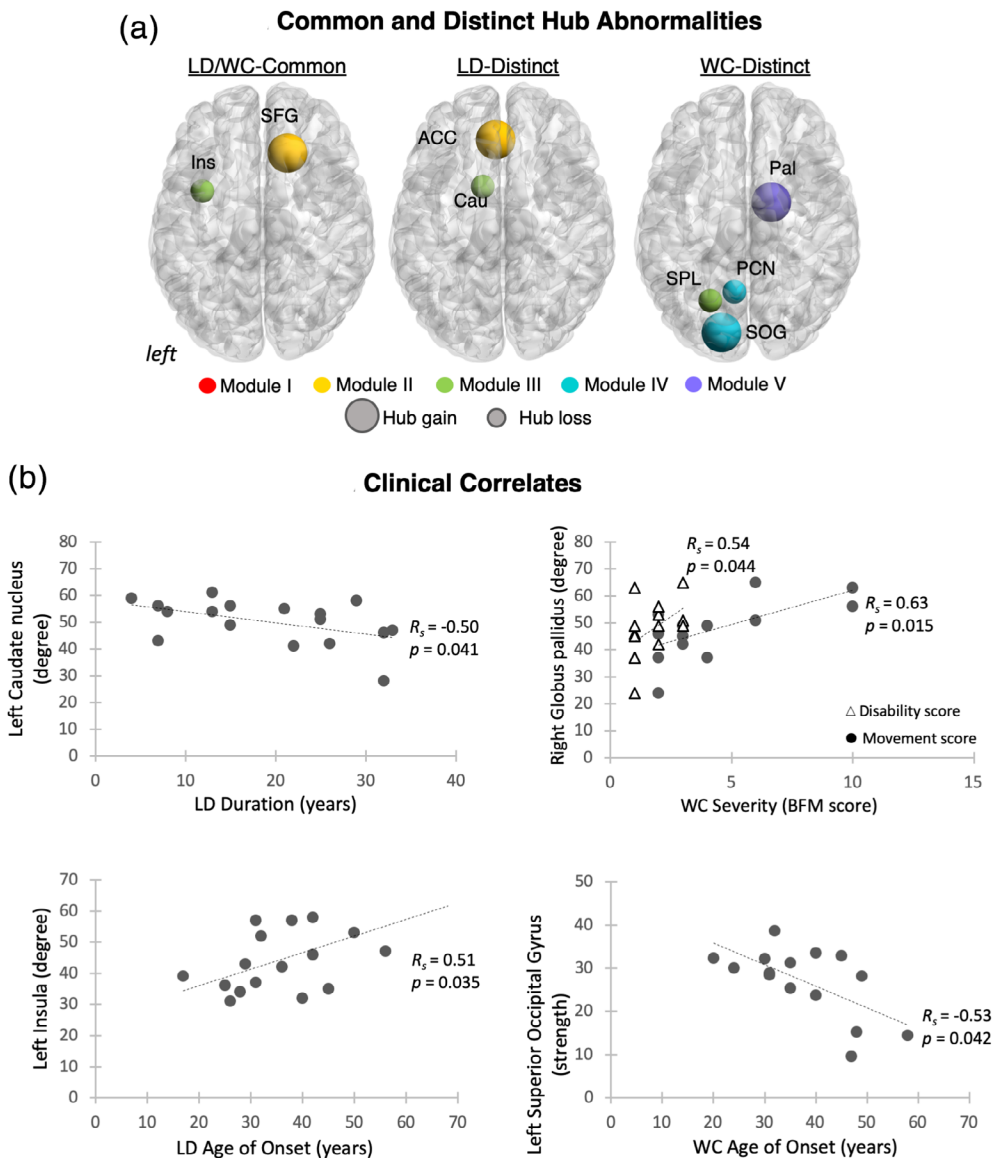 (a)
Common and Distinct Hub Abnormalities
LD/WC-Common
LD-Distinct
WC-Distinct
SFG
Ins
ACC
Cau
Pal
PCN
SPL
SOG
left
Module I
Module II
Module III
Module IV
Module V
Hub gain
Hub loss
(b)
. Clinical Correlates
Left Caudate nucleus
(degree)
80
70
60
50
40
30
20
10
0
Rs = -0.50
p = 0.041
0 10 20 30 40
LD Duration (years)
Right Globus pallidus (degree)
80
70
60
50
40
30
20
10
0
Rs = 0.54
p = 0.044
Rs = 0.63
p = 0.015
△ Disability score
● Movement score
0 5 10 15
WC Severity (BFM score)
Left Insula (degree)
70
60
50
40
30
20
10
0
Rs = 0.51
p = 0.035
0 10 20 30 40 50 60 70
LD Age of Onset (years)
Left Superior Occipital Gyrus
(strength)
50
40
30
20
10
0
Rs = -0.53
p = 0.042
0 10 20 30 40 50 60 70
WC Age of Onset (years)